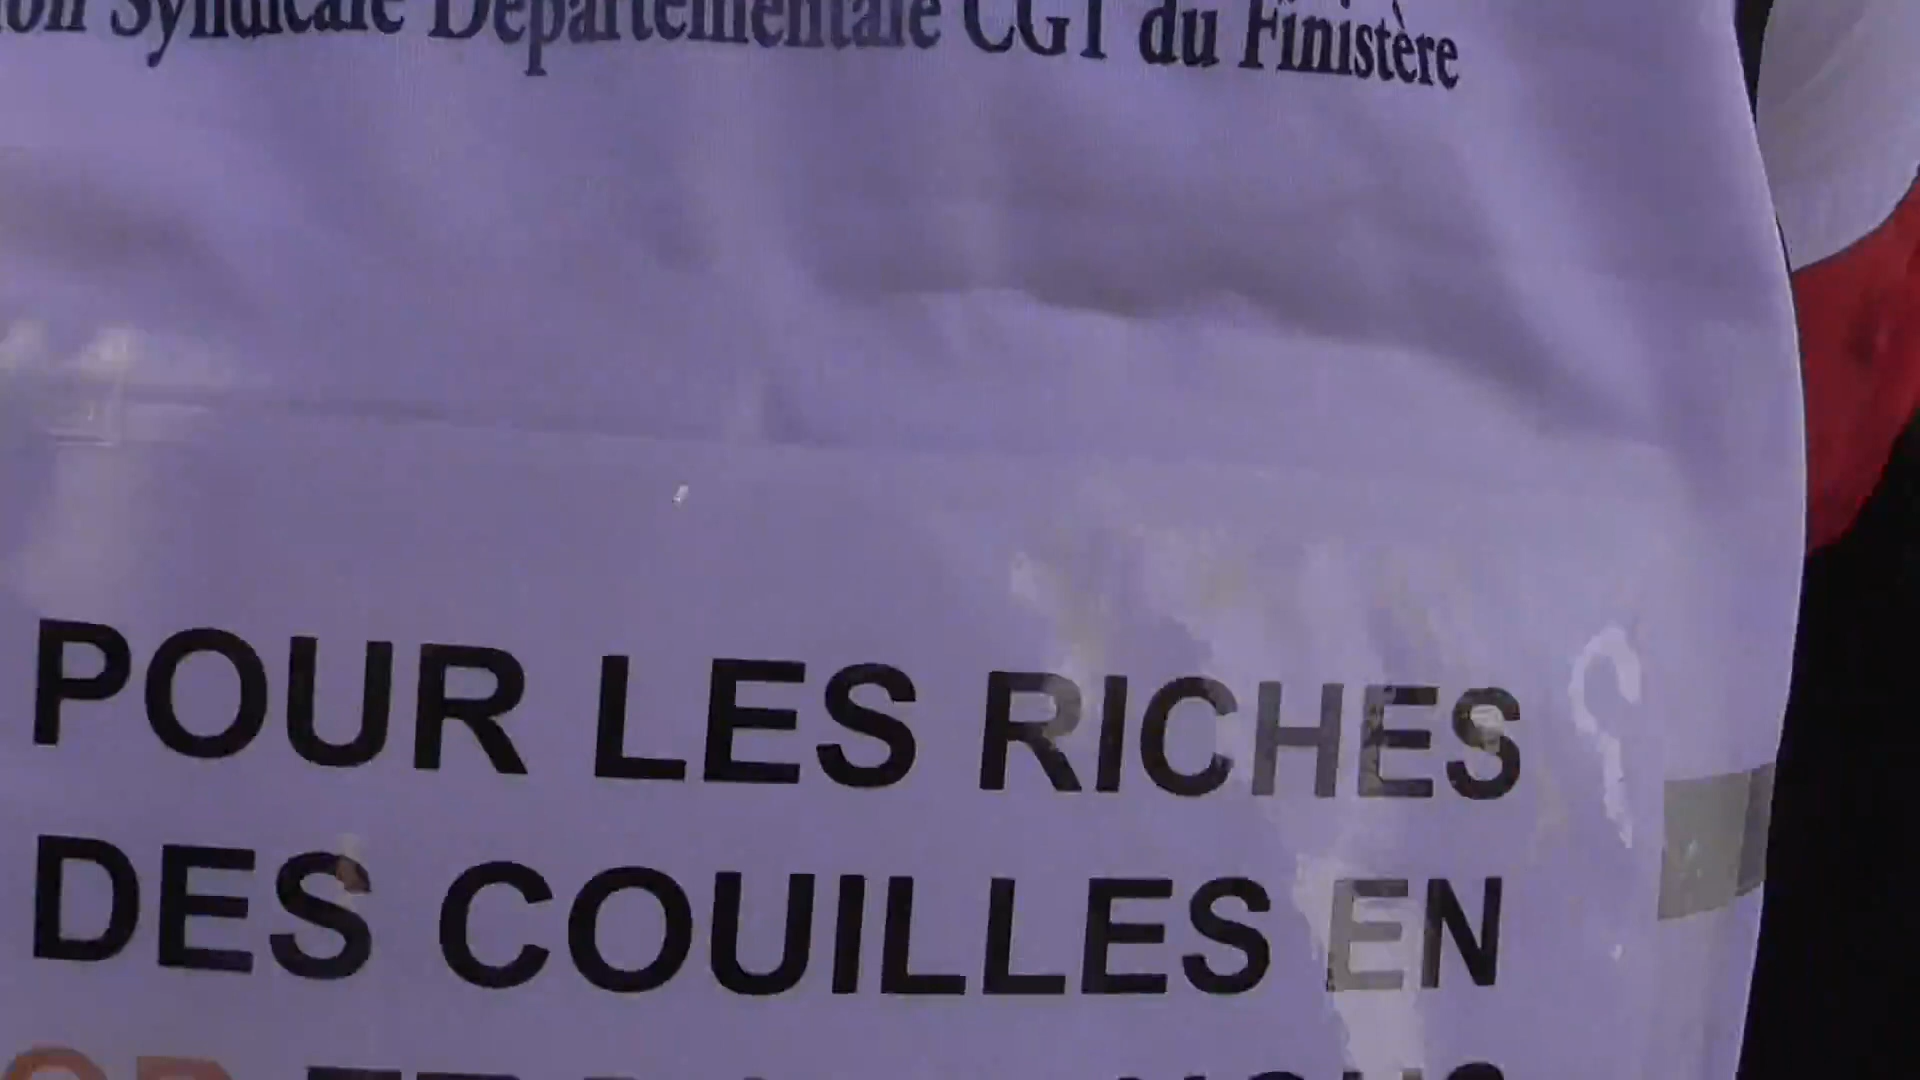 Syndicale Départementale CGT du Finistère
POUR LES RICHES
DES COUILLES EN